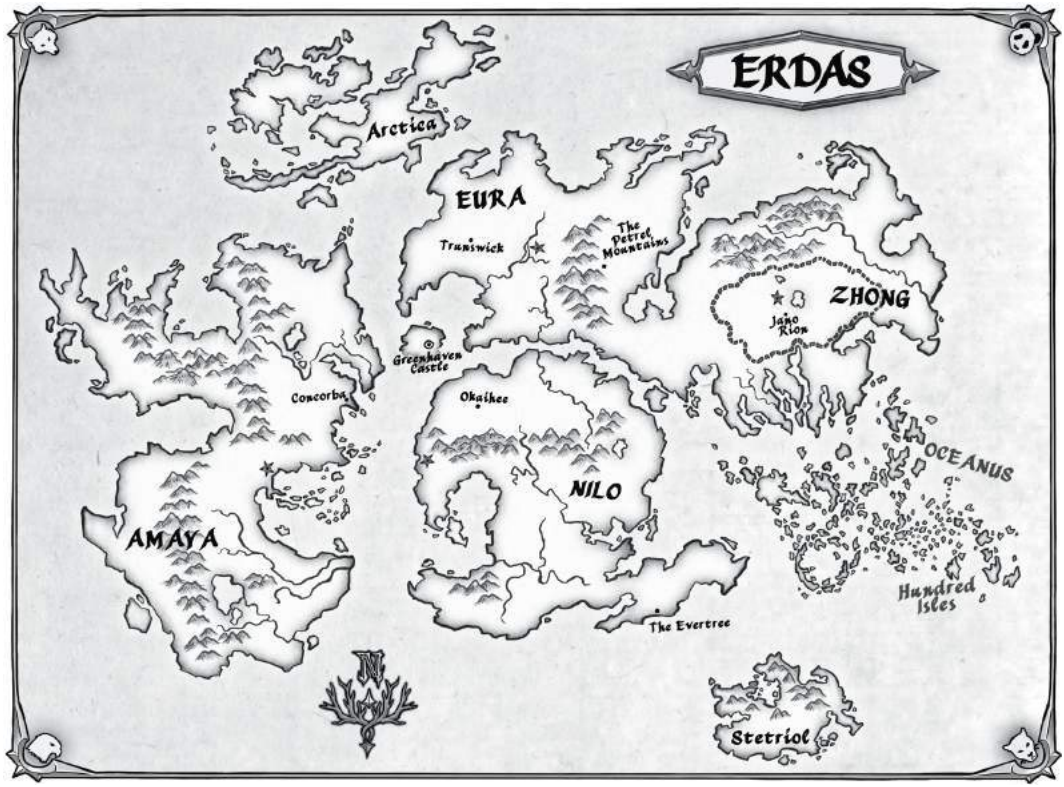 ERDAS
Arctica
EURA
Trunswick
The
Petrel
Mountains
ZHONG
Jano
Rion
Greenhaven
Castle
Concorba
Okaihee
OCEANUS
NILO
AMAYA
Hundred
Isles
The Evertree
N
Stetriol